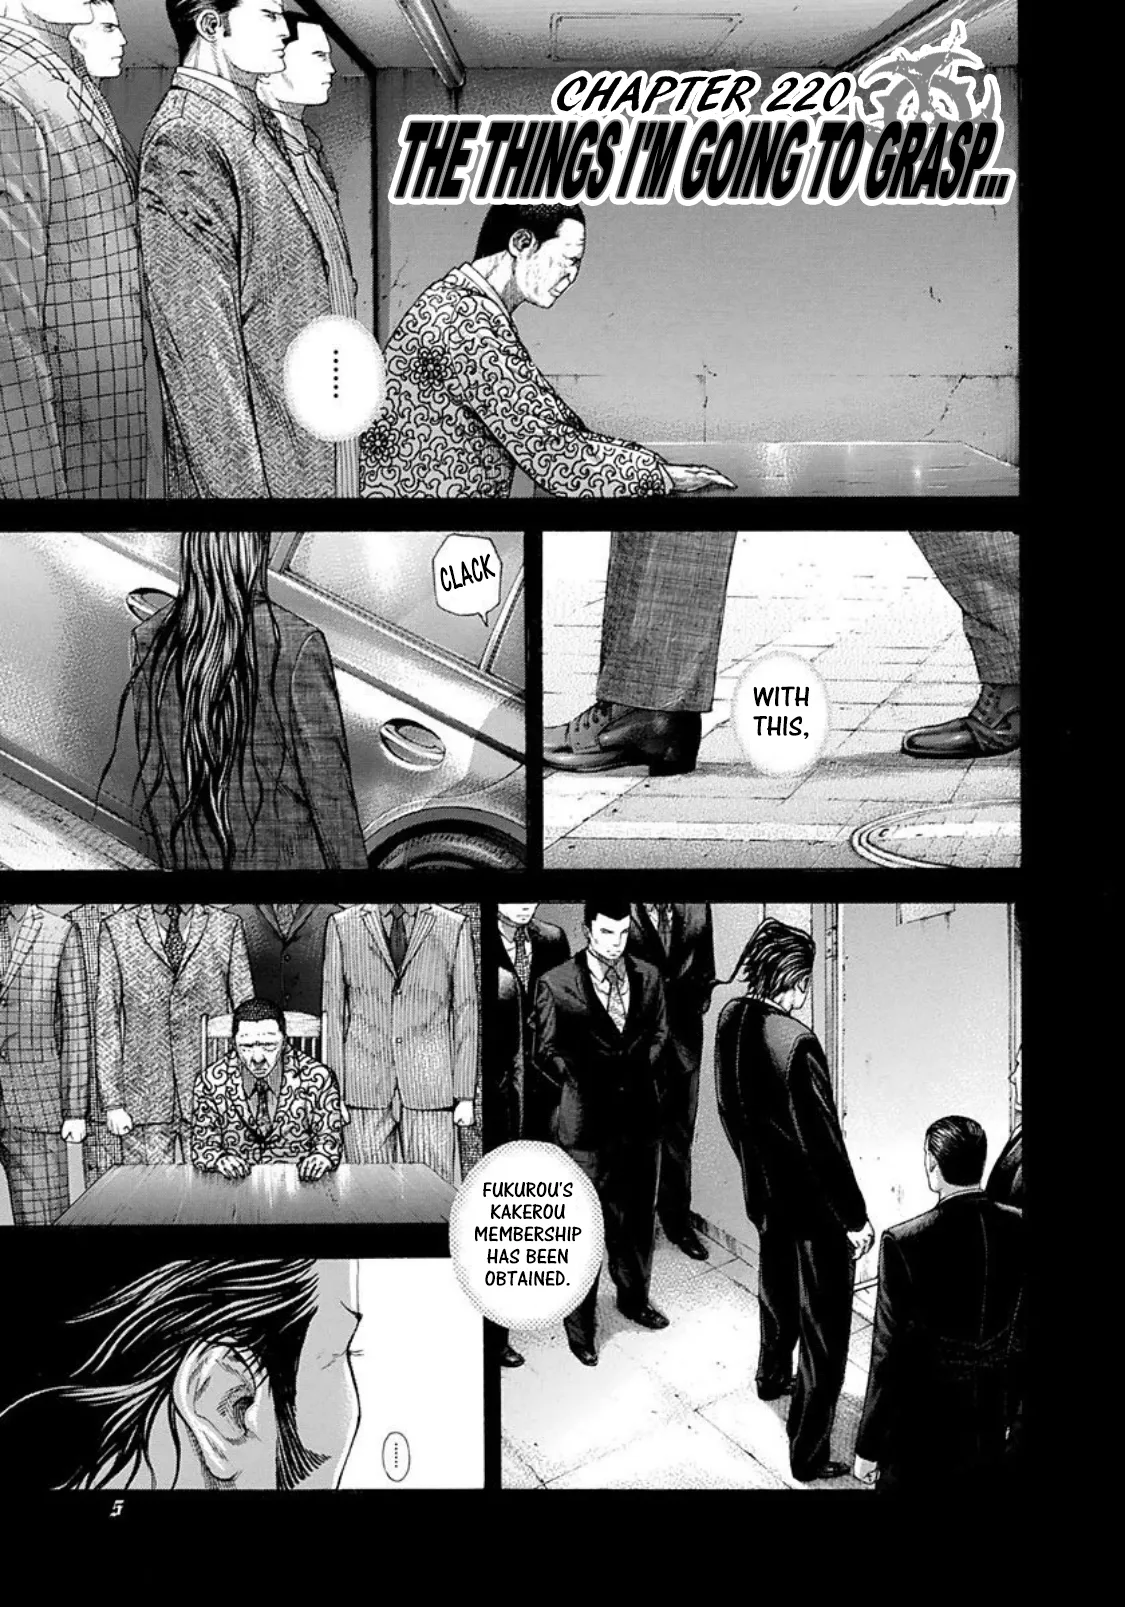 CHAPTER 220
THE THINGS I'M GOING TO GRASP...
......
WITH
THIS,
CLACK
FUKUROU'S
KAKEROU
MEMBERSHIP
HAS BEEN
OBTAINED.
......
5